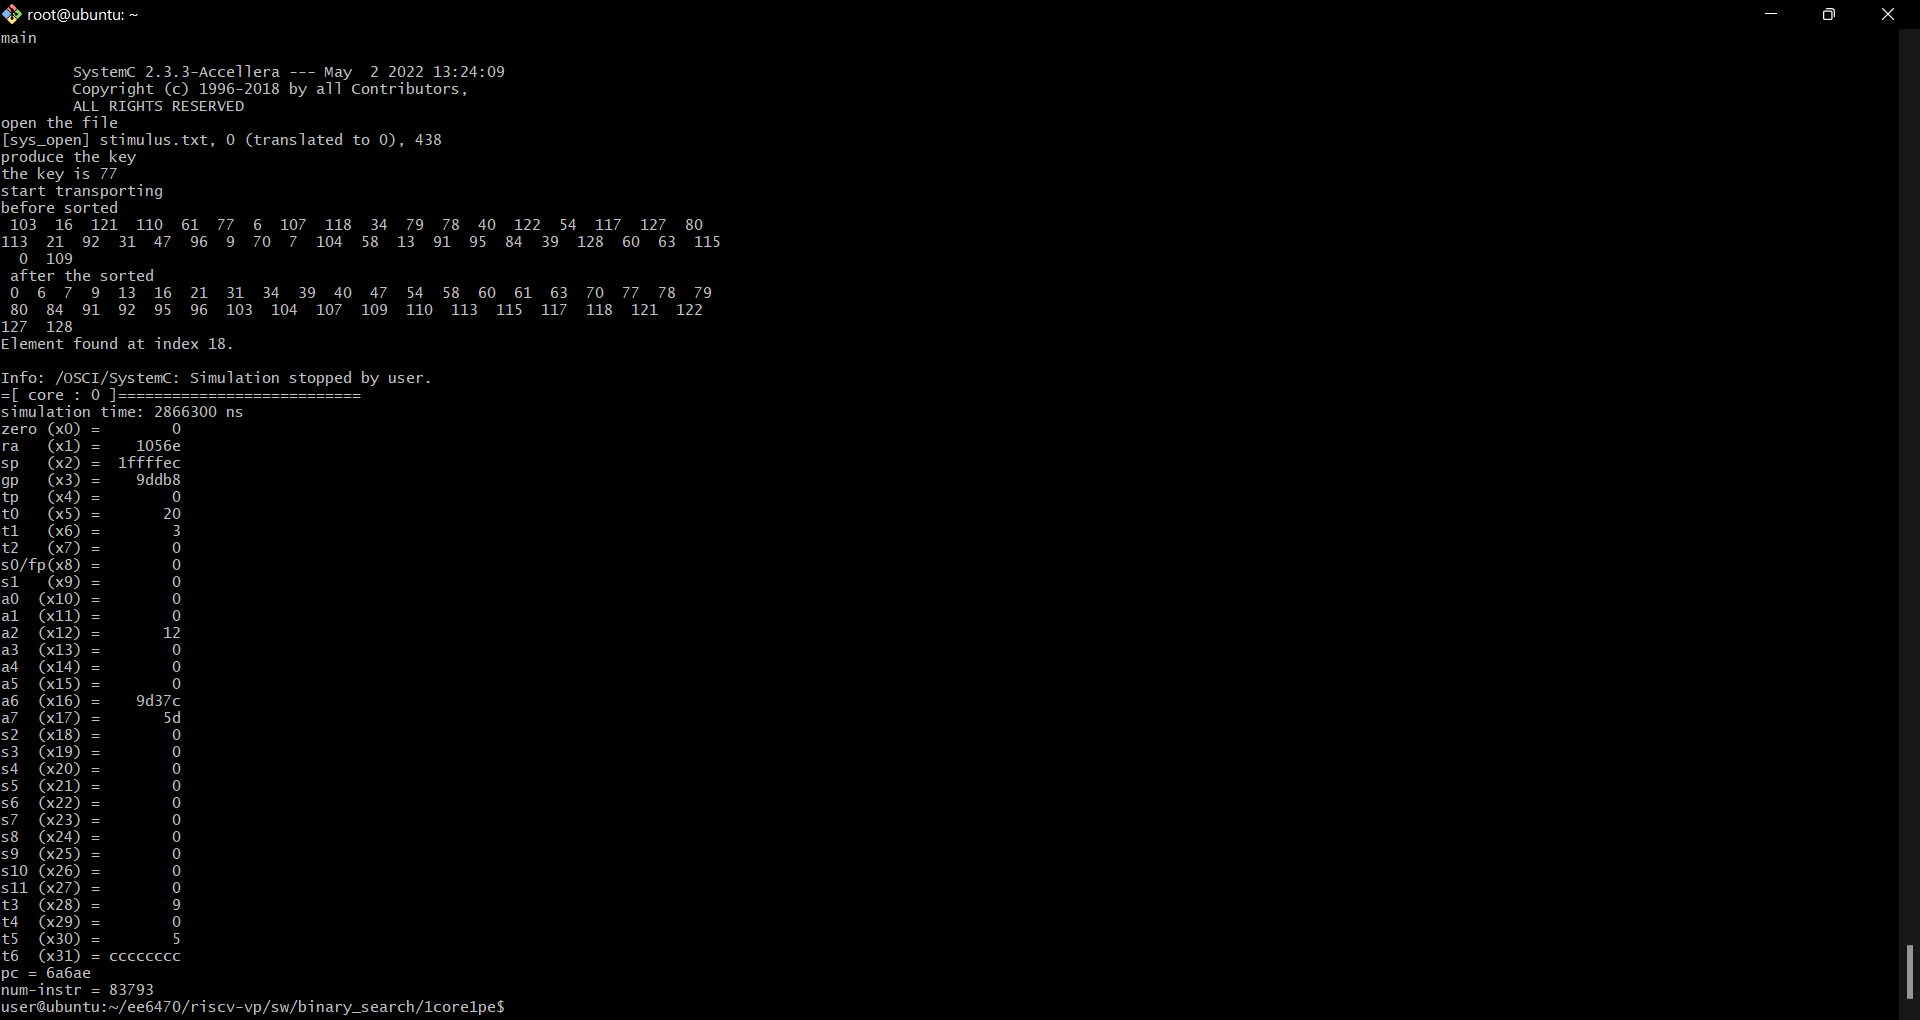 root@ubuntu: ~
main
SystemC 2.3.3-Accellera --- May  2 2022 13:24:09
Copyright (c) 1996-2018 by all Contributors,
ALL RIGHTS RESERVED
open the file
[sys_open] stimulus.txt, 0 (translated to 0), 438
produce the key
the key is 77
start transporting
before sorted
 103  16  121  110  61  77  6  107  118  34  79  78  40  122  54  117  127  80
113  21  92  31  47  96  9  70  7  104  58  13  91  95  84  39  128  60  63  115
  0  109
 after the sorted
 0  6  7  9  13  16  21  31  34  39  40  47  54  58  60  61  63  70  77  78  79
 80  84  91  92  95  96  103  104  107  109  110  113  115  117  118  121  122
127  128
Element found at index 18.
Info: /OSCI/SystemC: Simulation stopped by user.
=[ core : 0 ]===========================
simulation time: 2866300 ns
zero (x0) =        0
ra   (x1) =    1056e
sp   (x2) =  1ffffec
gp   (x3) =    9ddb8
tp   (x4) =        0
t0   (x5) =       20
t1   (x6) =        3
t2   (x7) =        0
s0/fp(x8) =        0
s1   (x9) =        0
a0  (x10) =        0
a1  (x11) =        0
a2  (x12) =       12
a3  (x13) =        0
a4  (x14) =        0
a5  (x15) =        0
a6  (x16) =    9d37c
a7  (x17) =       5d
s2  (x18) =        0
s3  (x19) =        0
s4  (x20) =        0
s5  (x21) =        0
s6  (x22) =        0
s7  (x23) =        0
s8  (x24) =        0
s9  (x25) =        0
s10 (x26) =        0
s11 (x27) =        0
t3  (x28) =        9
t4  (x29) =        0
t5  (x30) =        5
t6  (x31) = cccccccc
pc = 6a6ae
num-instr = 83793
user@ubuntu:~/ee6470/riscv-vp/sw/binary_search/1core1pe$